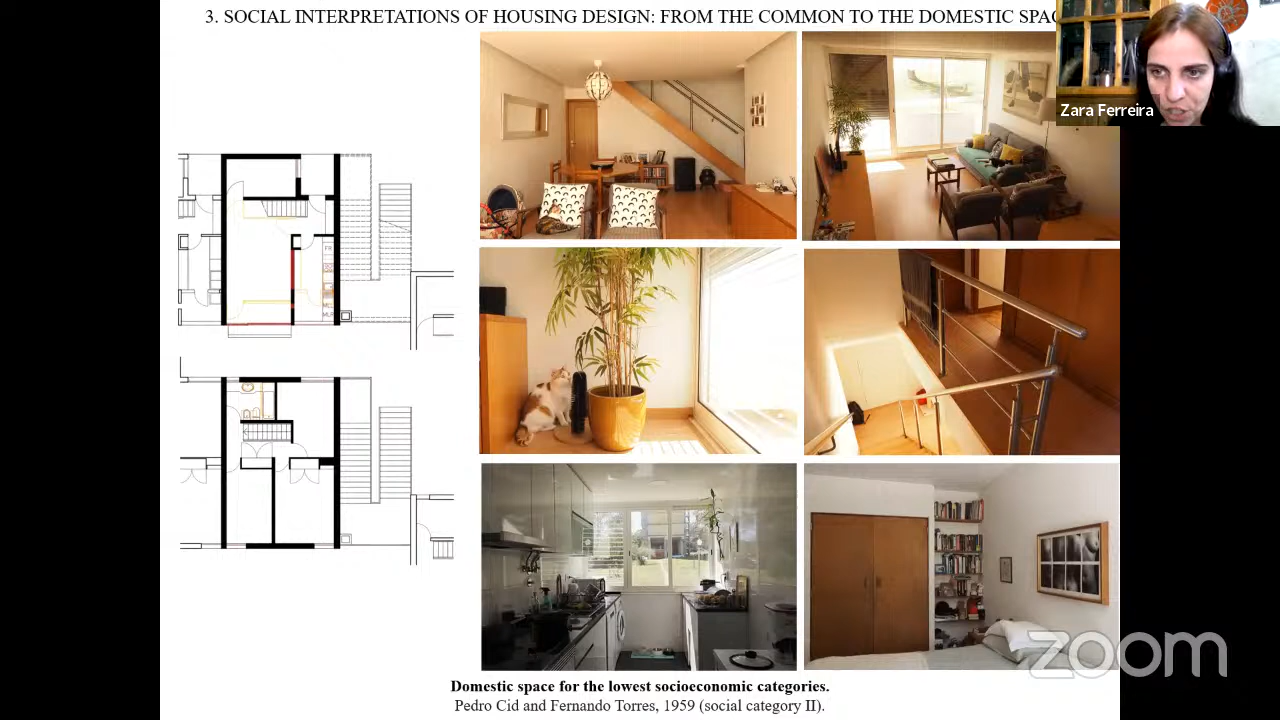 3. SOCIAL INTERPRETATIONS OF HOUSING DESIGN: FROM THE COMMON TO THE DOMESTIC
Zara Ferreira
zoom
Domestic space for the lowest socioeconomic categories.
Pedro Cid and Fernando Torres, 1959 (social category II).